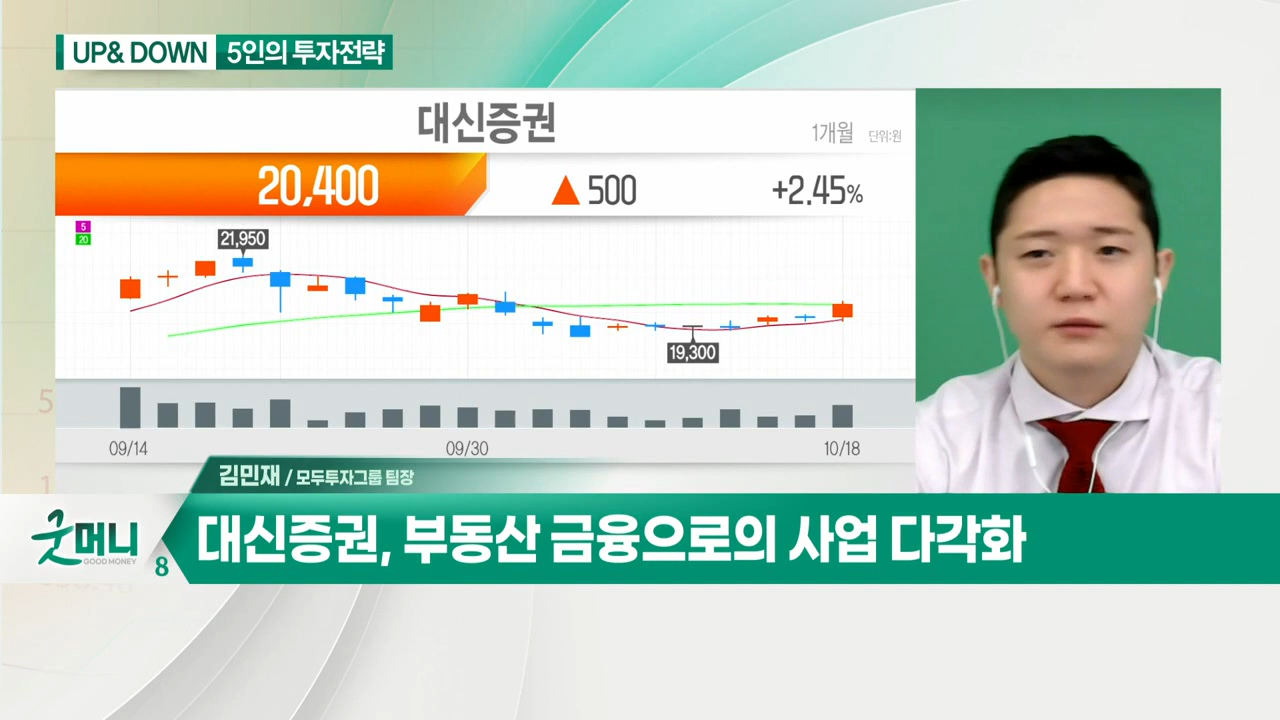 UP& DOWN 5인의 투자전략
대신증권
1개월 단위:원
20,400 ▲ 500 +2.45%
5
20
21,950
19,300
09/14 09/30 10/18
김민재 / 모두투자그룹 팀장
굿머니
GOOD MONEY
8
대신증권, 부동산 금융으로의 사업 다각화